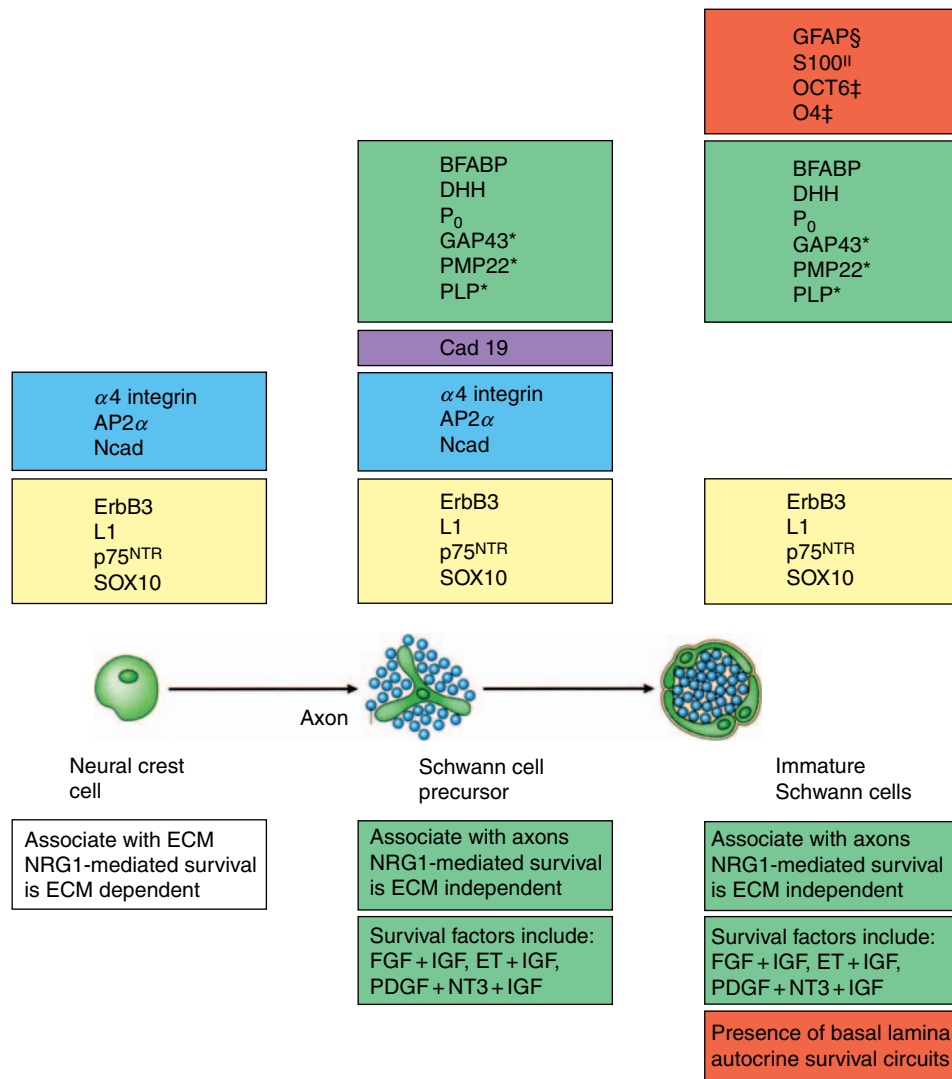 GFAP§
S100ᴵᴵ
OCT6‡
O4‡
BFABP
DHH
P₀
GAP43*
PMP22*
PLP*
BFABP
DHH
P₀
GAP43*
PMP22*
PLP*
Cad 19
α4 integrin
AP2α
Ncad
α4 integrin
AP2α
Ncad
ErbB3
L1
p75ᴺᵀᴿ
SOX10
ErbB3
L1
p75ᴺᵀᴿ
SOX10
ErbB3
L1
p75ᴺᵀᴿ
SOX10
Axon
Neural crest
cell
Schwann cell
precursor
Immature
Schwann cells
Associate with ECM
NRG1-mediated survival
is ECM dependent
Associate with axons
NRG1-mediated survival
is ECM independent
Associate with axons
NRG1-mediated survival
is ECM independent
Survival factors include:
FGF + IGF, ET + IGF,
PDGF + NT3 + IGF
Survival factors include:
FGF + IGF, ET + IGF,
PDGF + NT3 + IGF
Presence of basal lamina
autocrine survival circuits